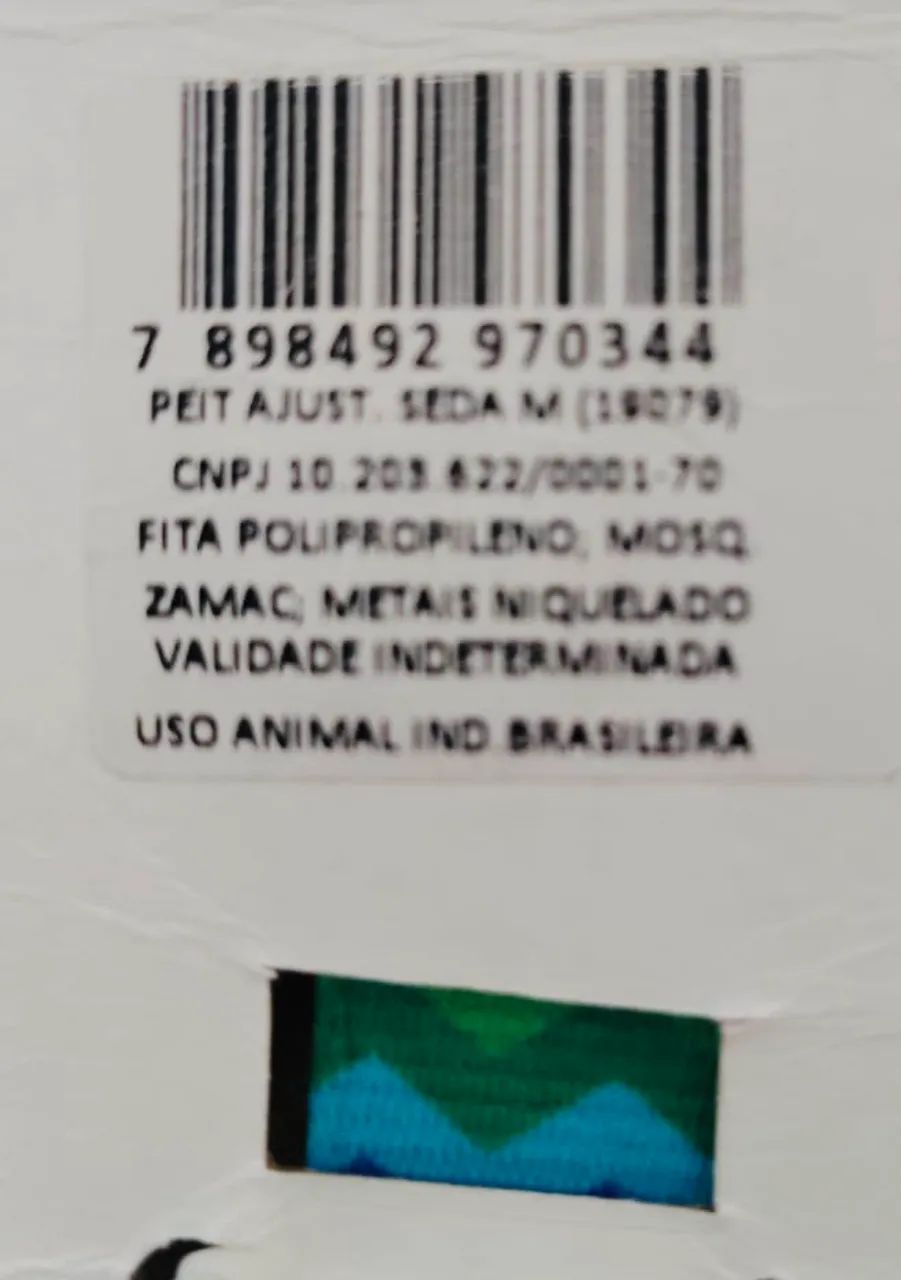 7 898492 970344
PEIT AJUST. SEDA M (19079)
CNPJ 10.203.622/0001-70
FITA POLIPROPILENO; MOSQ.
ZAMAC; METAIS NIQUELADO
VALIDADE INDETERMINADA
USO ANIMAL IND.BRASILEIRA